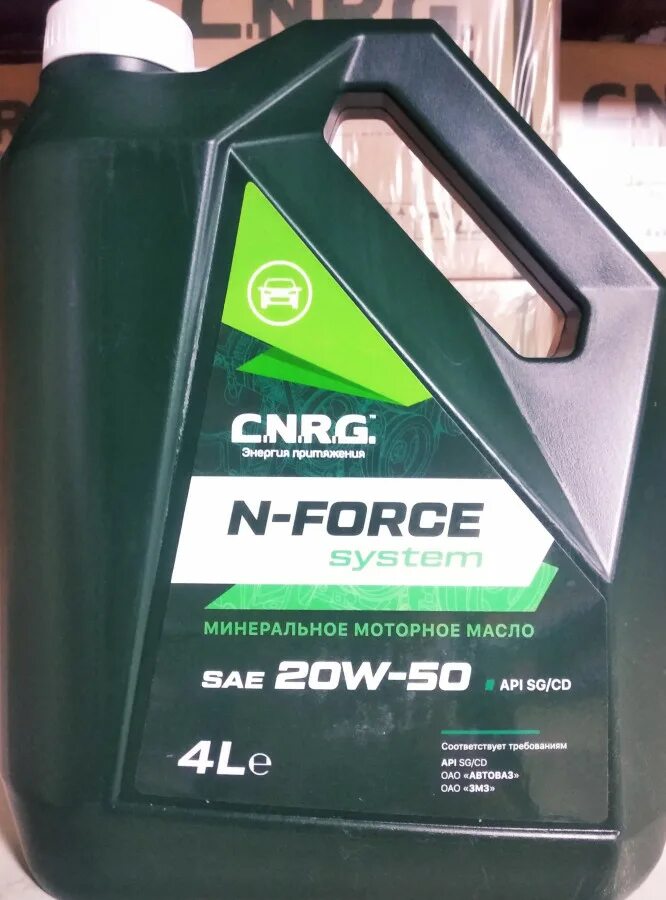 C.N.R.G.
C.N.R.G.™
Энергия притяжения
N-FORCE
system
МИНЕРАЛЬНОЕ МОТОРНОЕ МАСЛО
SAE 20W-50 API SG/CD
4L e
Соответствует требованиям
API SG/CD
ОАО «АВТОВАЗ»
ОАО «ЗМЗ»